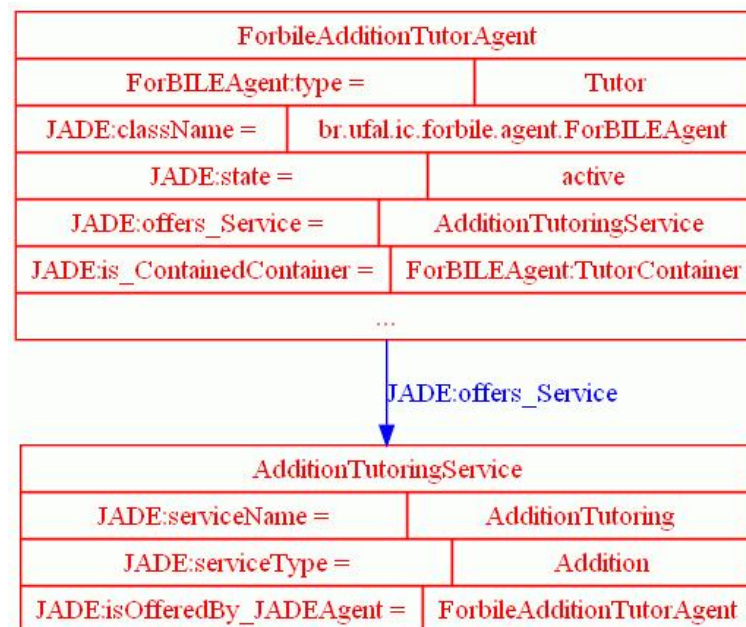 ForbileAdditionTutorAgent
ForBILEAgent:type = Tutor
JADE:className = br.ufal.ic.forbile.agent.ForBILEAgent
JADE:state = active
JADE:offers_Service = AdditionTutoringService
JADE:is_ContainedContainer = ForBILEAgent:TutorContainer
...
JADE:offers_Service
AdditionTutoringService
JADE:serviceName = AdditionTutoring
JADE:serviceType = Addition
JADE:isOfferedBy_JADEAgent = ForbileAdditionTutorAgent